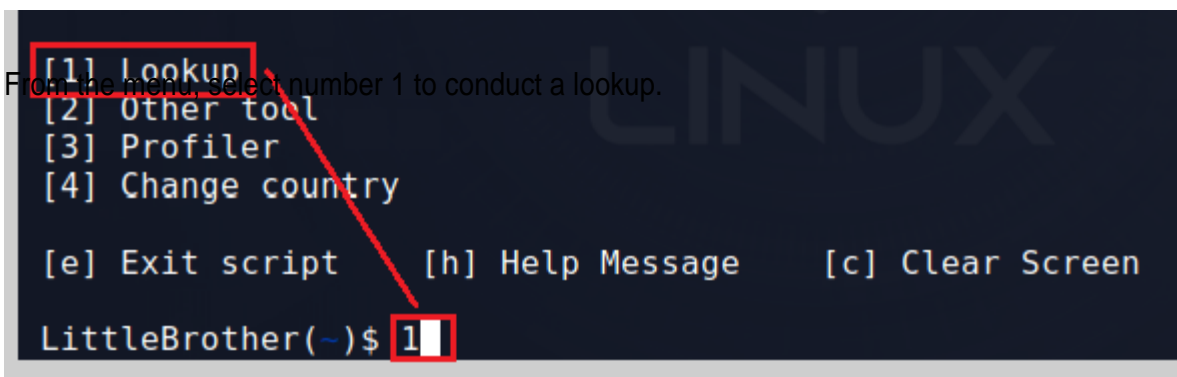 [1] Lookup
From the menu, select number 1 to conduct a lookup.
LINUX
[2] Other tool
[3] Profiler
[4] Change country
[e] Exit script [h] Help Message [c] Clear Screen
LittleBrother(~)$ 1